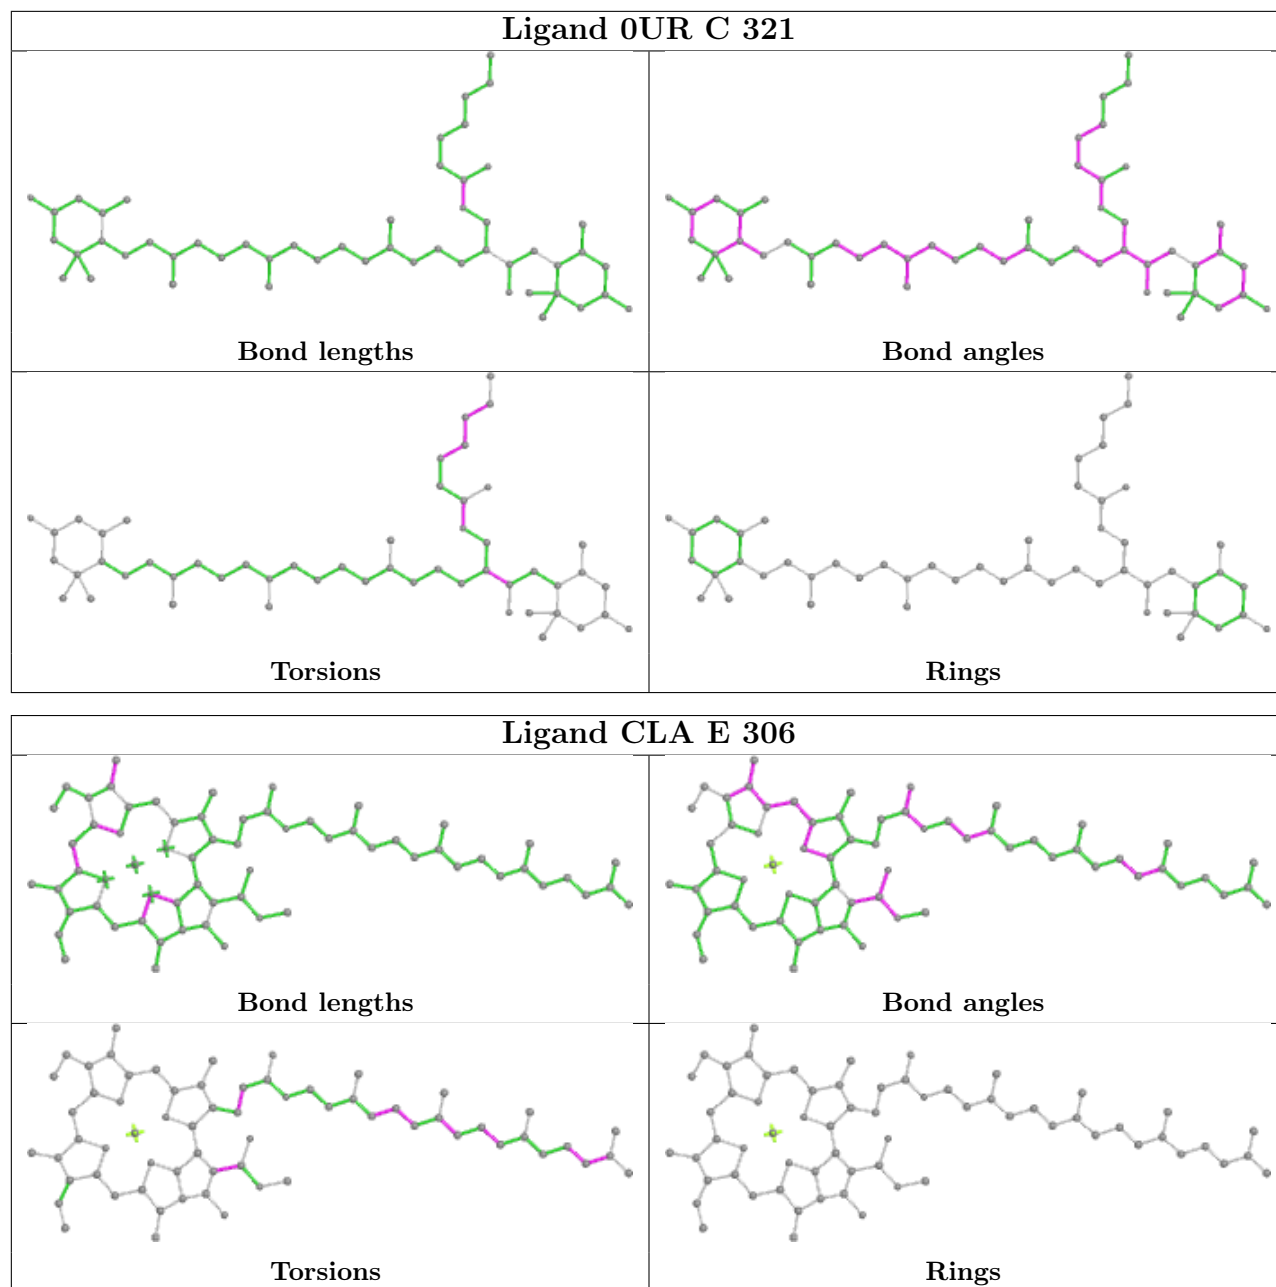 Ligand 0UR C 321
Bond lengths
Bond angles
Torsions
Rings
Ligand CLA E 306
Bond lengths
Bond angles
Torsions
Rings